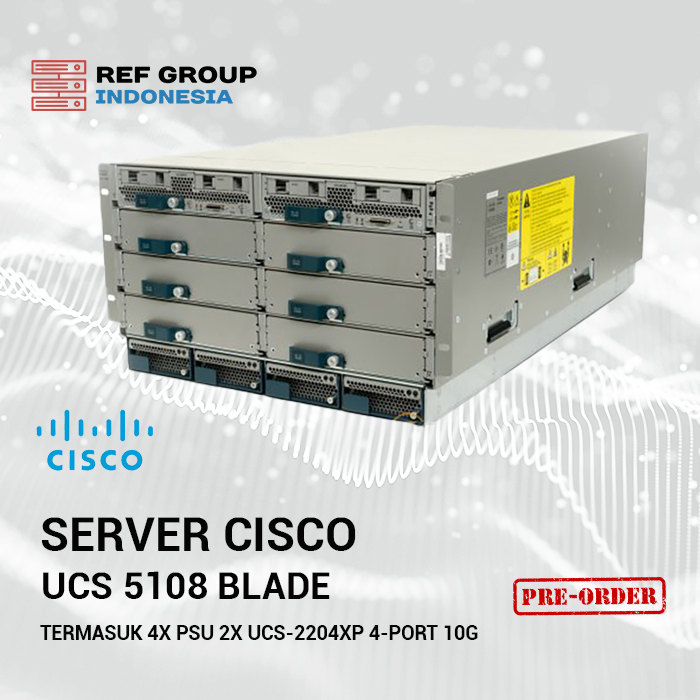 REF GROUP
INDONESIA
CISCO
SERVER CISCO
UCS 5108 BLADE
PRE-ORDER
TERMASUK 4X PSU 2X UCS-2204XP 4-PORT 10G